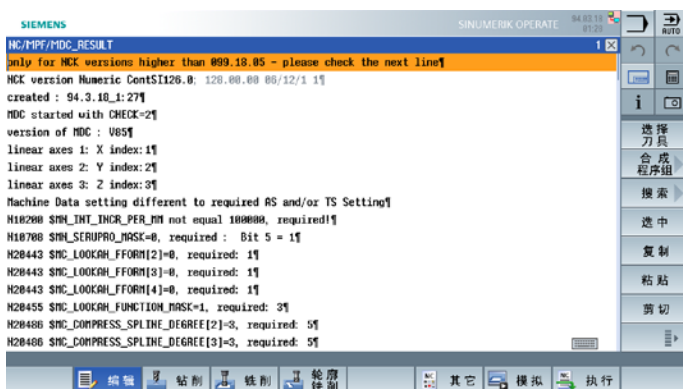 SIEMENS
SINUMERIK OPERATE
04.03.18
01:29
AUTO
NC/MPF/MDC_RESULT
1
only for NCK versions higher than 099.18.05 - please check the next line¶
NCK version Numeric ContSI126.0: 128.00.00 06/12/1 1¶
created : 94.3.18_1:27¶
MDC started with CHECK=2¶
version of MDC : V85¶
linear axes 1: X index:1¶
linear axes 2: Y index:2¶
linear axes 3: Z index:3¶
Machine Data setting different to required AS and/or TS Setting¶
N10200 $MN_INT_INCR_PER_MM not equal 100000, required!¶
N10708 $MN_SERUPRO_MASK=0, required : Bit 5 = 1¶
N20443 $MC_LOOKAH_FFORM[2]=0, required: 1¶
N20443 $MC_LOOKAH_FFORM[3]=0, required: 1¶
N20443 $MC_LOOKAH_FFORM[4]=0, required: 1¶
N20455 $MC_LOOKAH_FUNCTION_MASK=1, required: 3¶
N20486 $MC_COMPRESS_SPLINE_DEGREE[2]=3, required: 5¶
N20486 $MC_COMPRESS_SPLINE_DEGREE[3]=3, required: 5¶
选择
刀具
合成
程序组
搜索
选中
复制
粘贴
剪切
编辑
钻削
铣削
轮廓
铣削
其它
模拟
执行